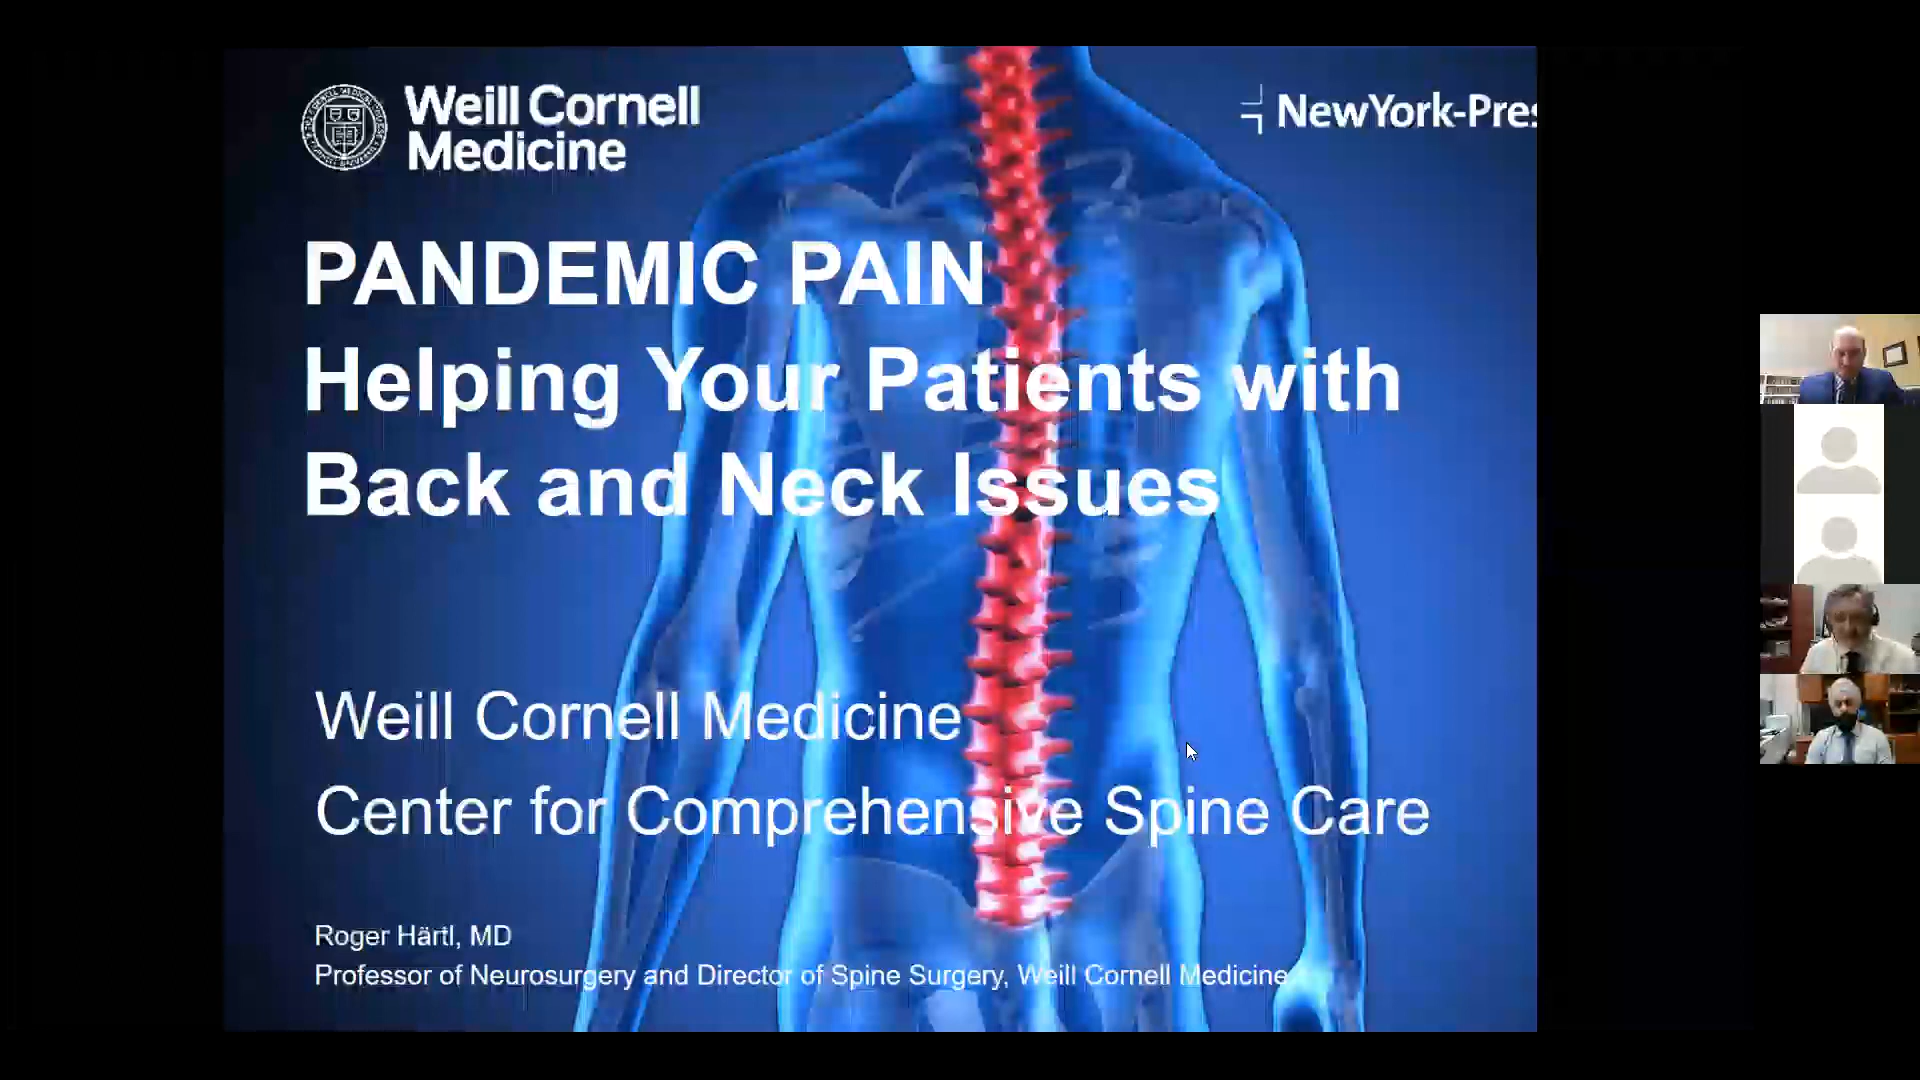 Weill Cornell
Medicine
NewYork-Pres
PANDEMIC PAIN
Helping Your Patients with
Back and Neck Issues
Weill Cornell Medicine
Center for Comprehensive Spine Care
Roger Härtl, MD
Professor of Neurosurgery and Director of Spine Surgery, Weill Cornell Medicine